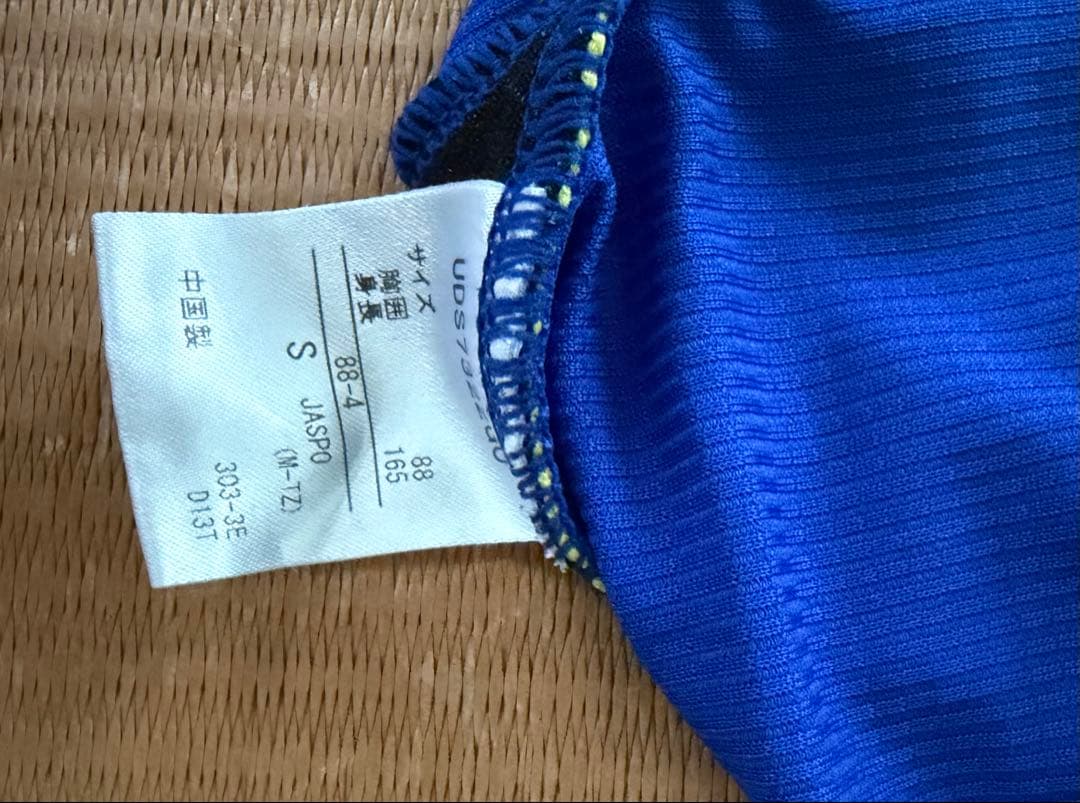 サイズ
胸囲 88
身長 165
88-4
S JASPO
(M-TZ)
303-3E
D13T
中国製